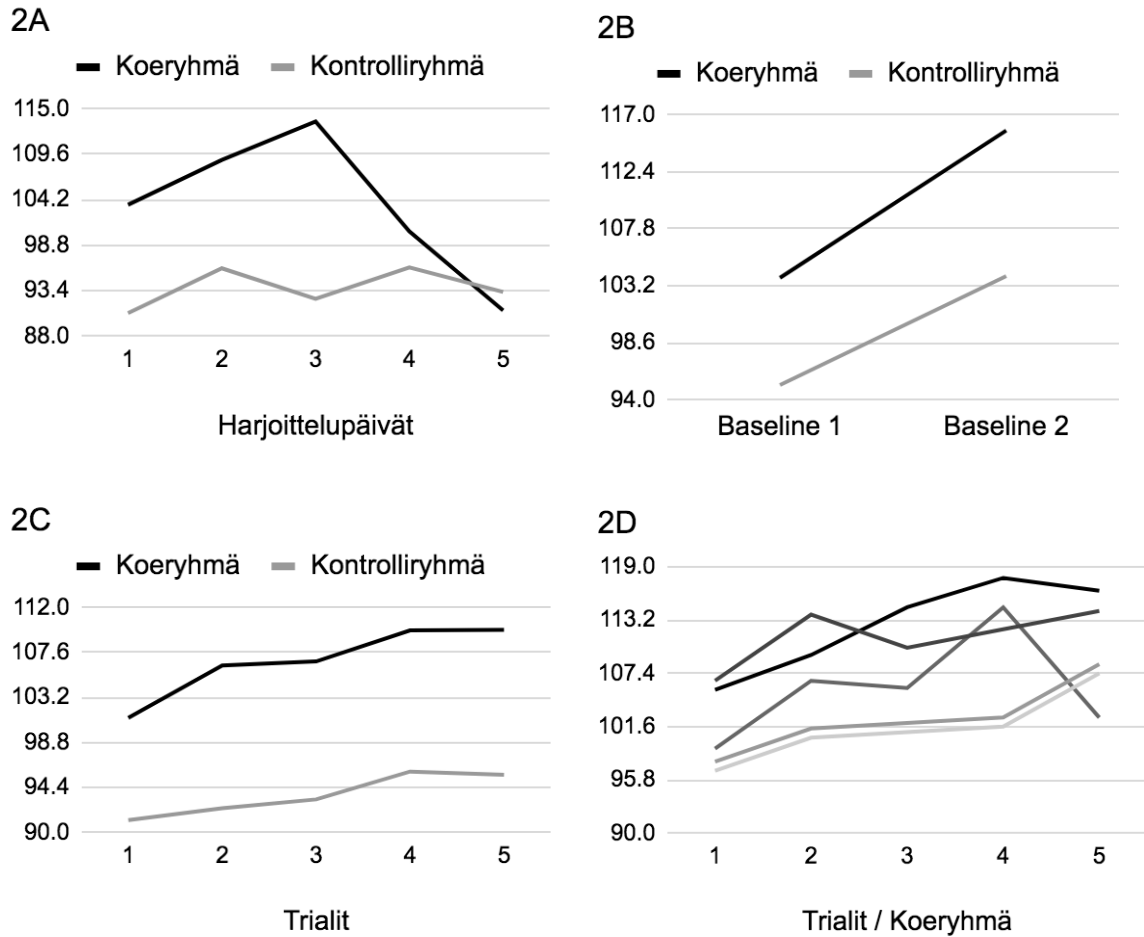 2A
Koeryhmä Kontrolliryhmä
115.0
109.6
104.2
98.8
93.4
88.0
1 2 3 4 5
Harjoittelupäivät
2B
Koeryhmä Kontrolliryhmä
117.0
112.4
107.8
103.2
98.6
94.0
Baseline 1 Baseline 2
2C
Koeryhmä Kontrolliryhmä
112.0
107.6
103.2
98.8
94.4
90.0
1 2 3 4 5
Trialit
2D
119.0
113.2
107.4
101.6
95.8
90.0
1 2 3 4 5
Trialit / Koeryhmä